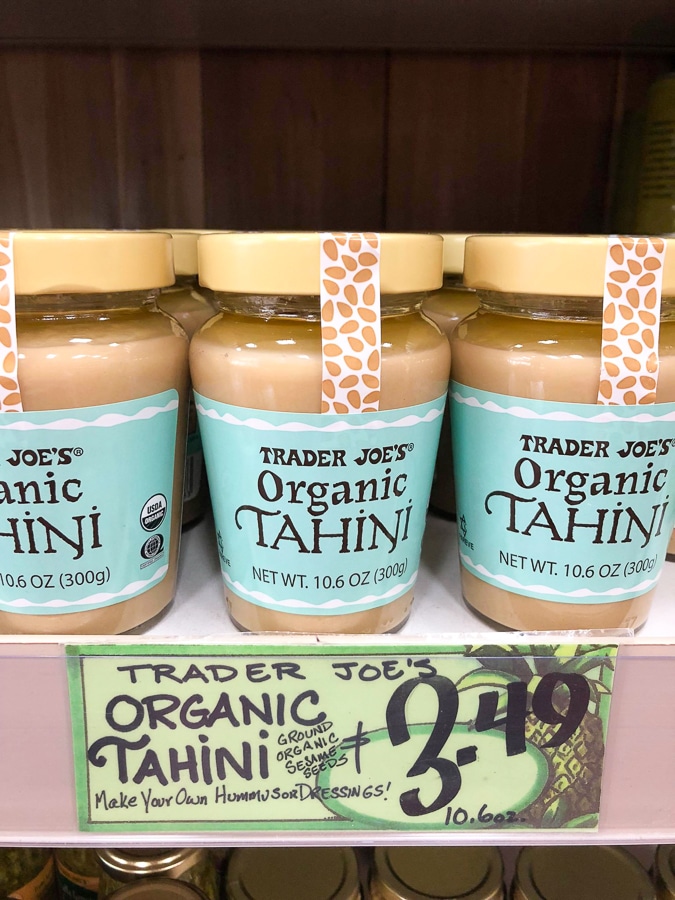 JOE'S®
anic
HINI
10.6 OZ (300g)
USDA
ORGANIC
TRADER JOE'S®
Organic
TAHINI
NET WT. 10.6 OZ (300g)
TRADER JOE'S
Organic
TAHINI
NET WT. 10.6 OZ (300g)
TRADER JOE'S
ORGANIC
TAHINI
GROUND
ORGANIC
SESAME
SEEDS
$3.49
Make Your Own Hummus or Dressings!
10.6oz.